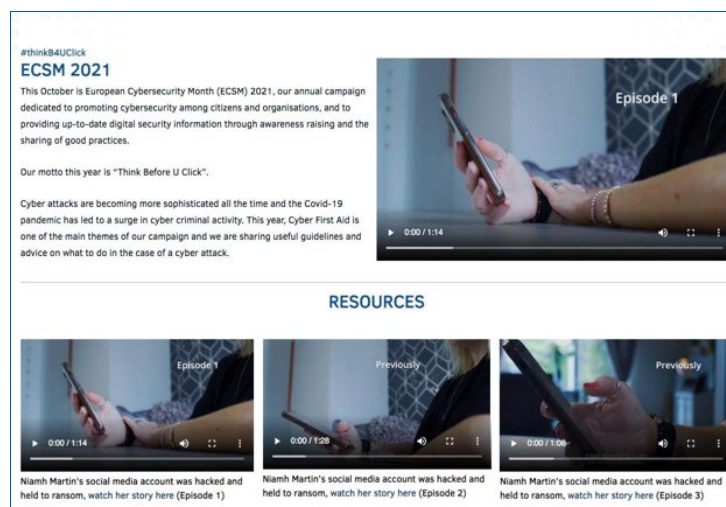 #thinkB4UClick
ECSM 2021
This October is European Cybersecurity Month (ECSM) 2021, our annual campaign
dedicated to promoting cybersecurity among citizens and organisations, and to
providing up-to-date digital security information through awareness raising and the
sharing of good practices.
Our motto this year is “Think Before U Click”.
Cyber attacks are becoming more sophisticated all the time and the Covid-19
pandemic has led to a surge in cyber criminal activity. This year, Cyber First Aid is
one of the main themes of our campaign and we are sharing useful guidelines and
advice on what to do in the case of a cyber attack.
Episode 1
0:00 / 1:14
RESOURCES
Episode 1
0:00 / 1:14
Niamh Martin's social media account was hacked and
held to ransom, watch her story here (Episode 1)
Previously
0:00 / 1:28
Niamh Martin's social media account was hacked and
held to ransom, watch her story here (Episode 2)
Previously
0:00 / 1:08
Niamh Martin's social media account was hacked and
held to ransom, watch her story here (Episode 3)